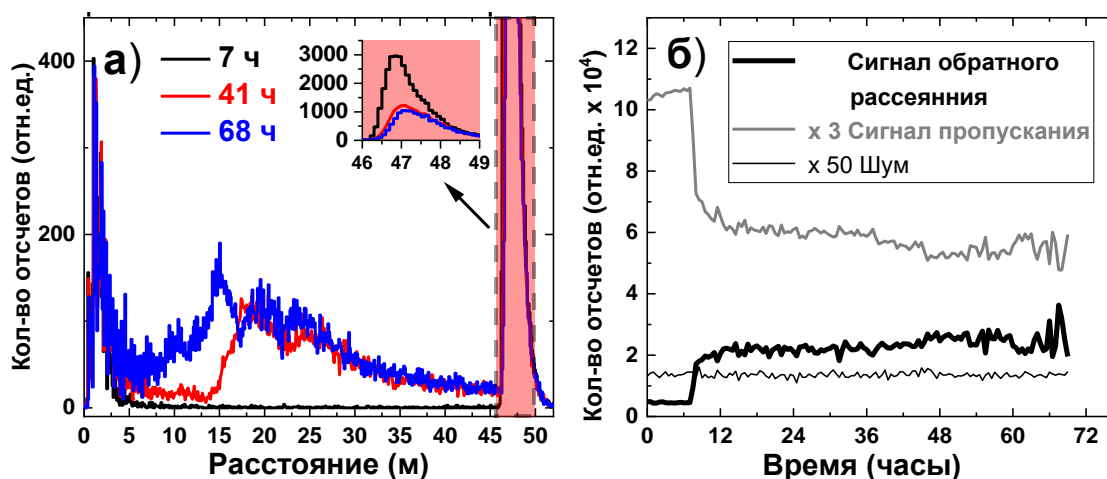 а)
7 ч
41 ч
68 ч
3000
2000
1000
0
46 47 48 49
400
200
0
Кол-во отсчетов (отн.ед.)
0 5 10 15 20 25 30 35 40 45 50
Расстояние (м)
б)
Сигнал обратного
рассеянния
x 3 Сигнал пропускания
x 50 Шум
12
10
8
6
4
2
0
Кол-во отсчетов (отн.ед. x 10⁴)
0 12 24 36 48 60 72
Время (часы)